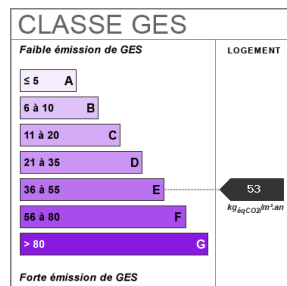 CLASSE GES
Faible émission de GES
LOGEMENT
≤ 5 A
6 à 10 B
11 à 20 C
21 à 35 D
36 à 55 E
53
kgéqCO2/m².an
56 à 80 F
> 80 G
Forte émission de GES